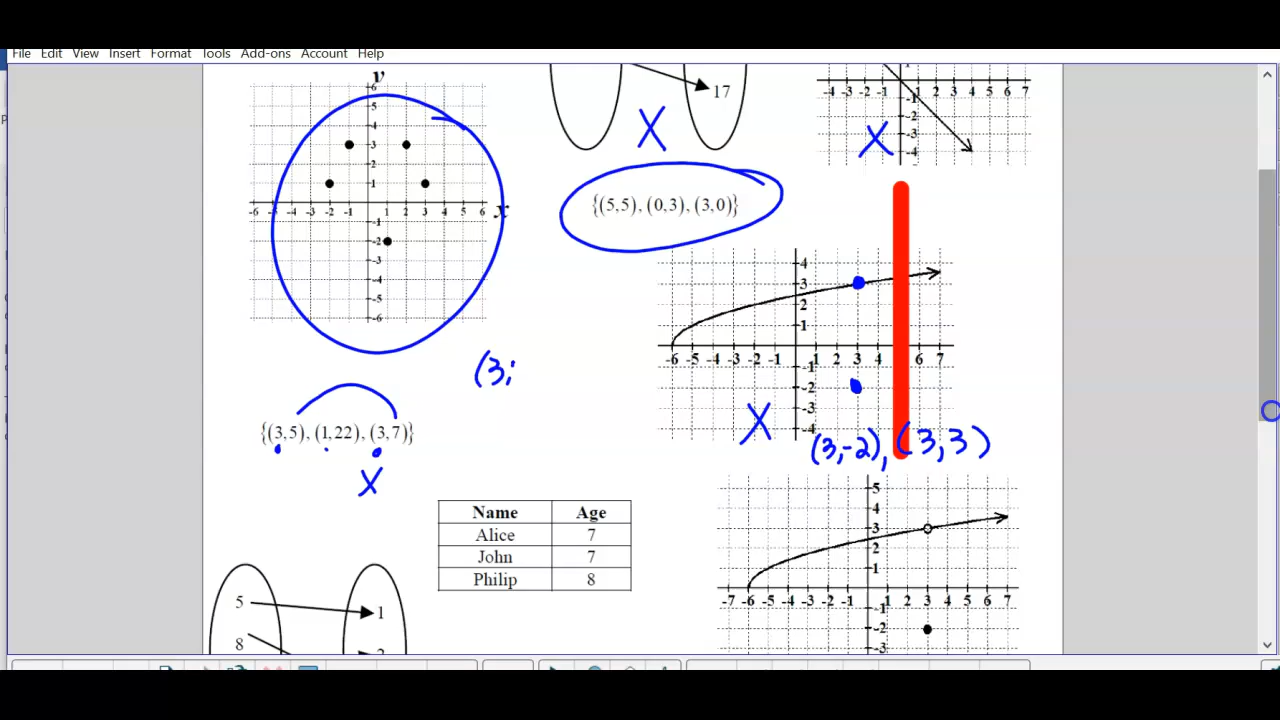 File Edit View Insert Format Tools Add-ons Account Help
y
6
5
4
3
2
1
-6 -5 -4 -3 -2 -1 1 2 3 4 5 6 x
-1
-2
-3
-4
-5
-6
17
X
-4 -3 -2 -1 1 2 3 4 5 6 7
-1
-2
-3
-4
X
{(5,5), (0,3), (3,0)}
4
3
2
1
-6 -5 -4 -3 -2 -1 1 2 3 4 6 7
-1
-2
-3
-4
X
(3,-2), (3,3)
(3,
{(3,5), (1,22), (3,7)}
X
Name Age
Alice 7
John 7
Philip 8
5
4
3
2
1
-7 -6 -5 -4 -3 -2 -1 1 2 3 4 5 6 7
-1
-2
-3
5 1
8